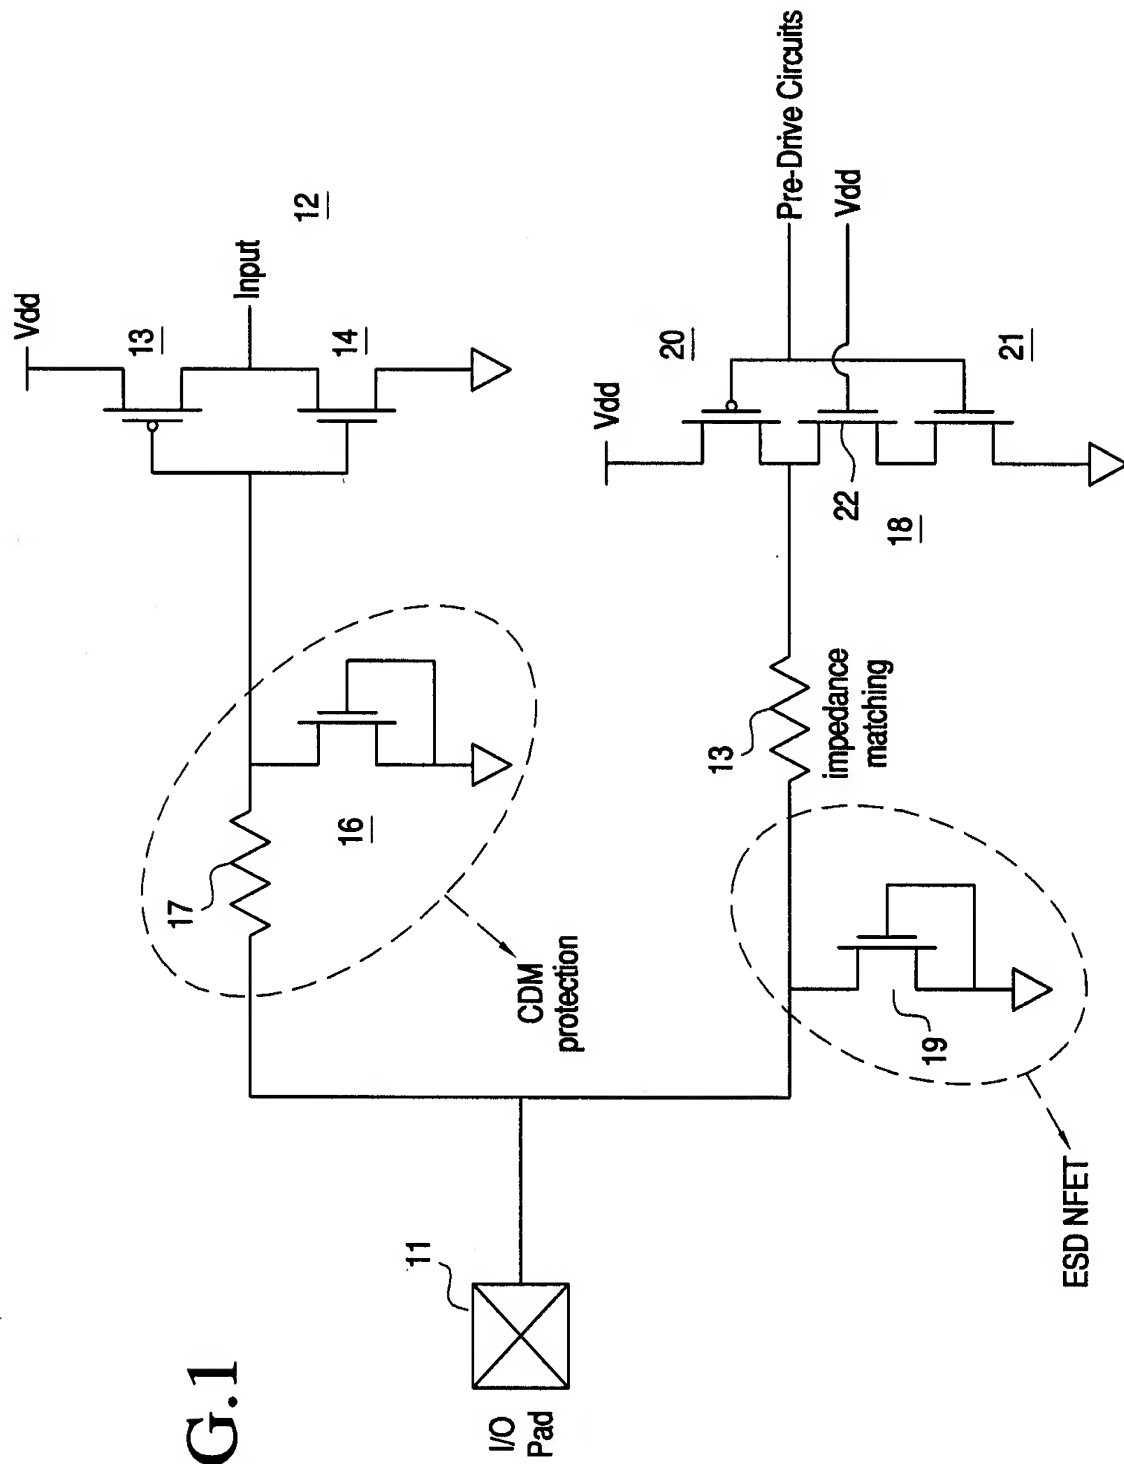 G.1
I/O
Pad
11
17
16
CDM
protection
Vdd
13
14
Input
12
19
ESD NFET
13
impedance
matching
Vdd
20
22
18
21
Pre-Drive Circuits
Vdd